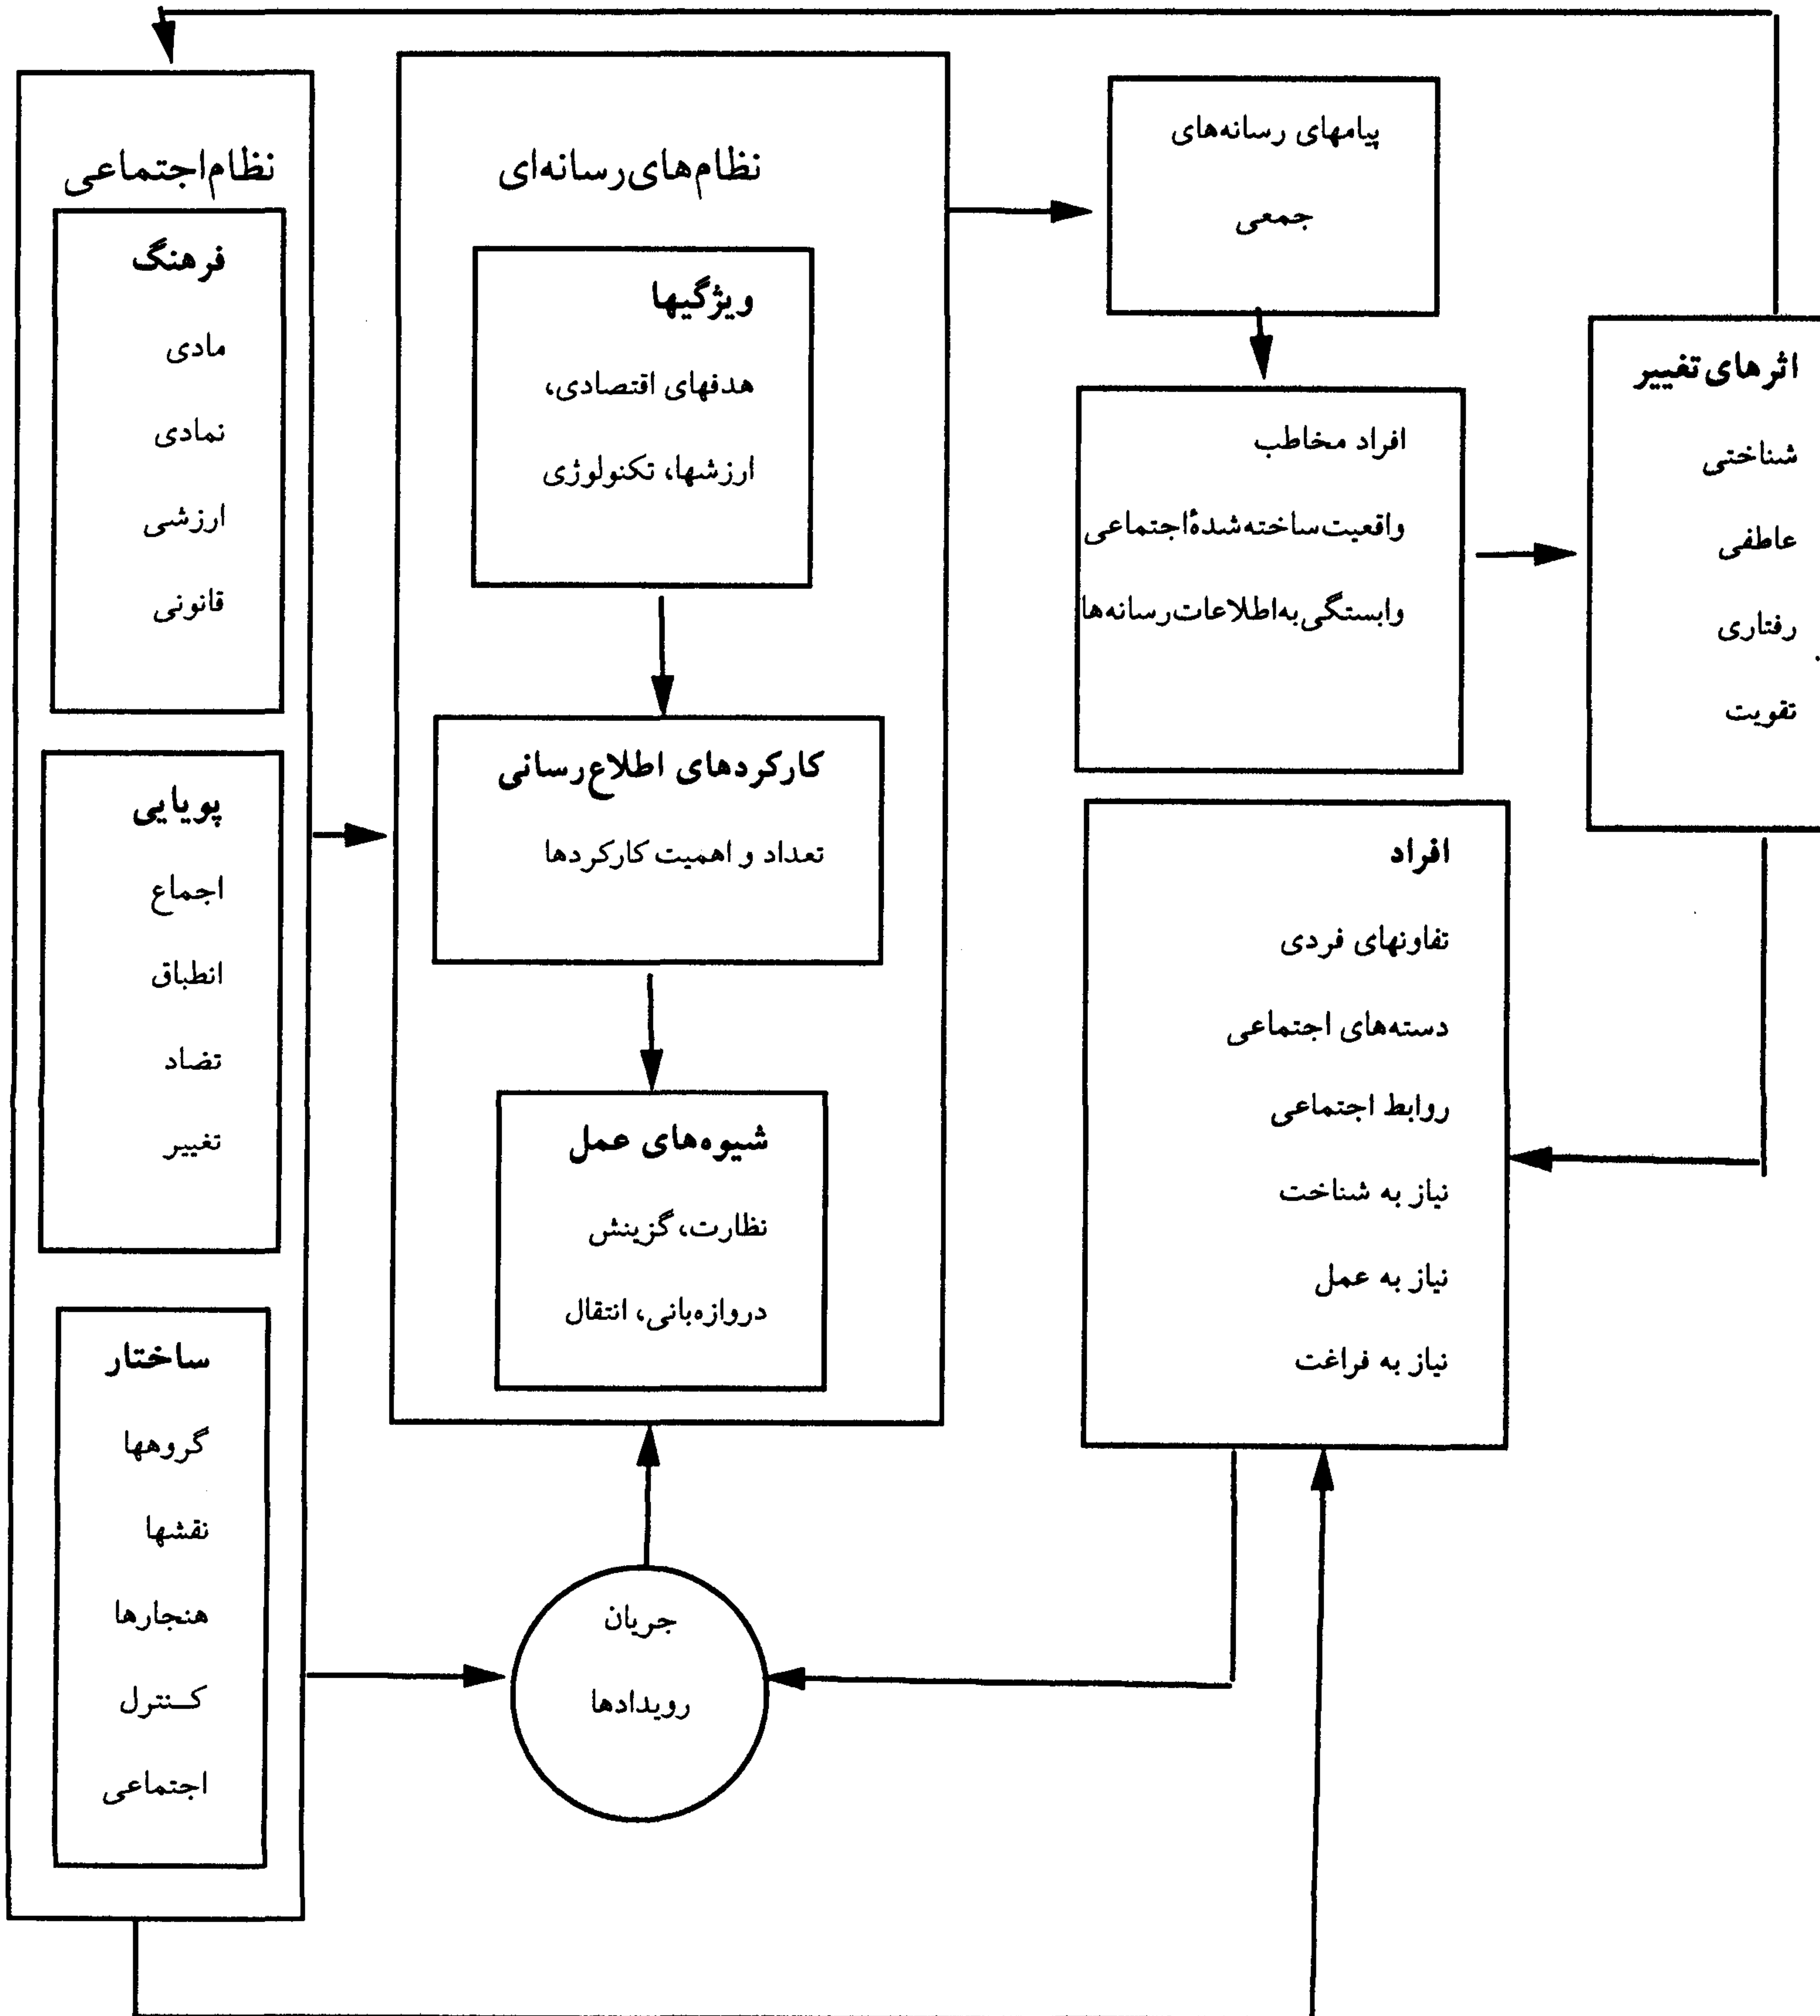 نظام اجتماعی
فرهنگ
مادی
نمادی
ارزشی
قانونی
پویایی
اجماع
انطباق
تضاد
تغییر
ساختار
گروهها
نقشها
هنجارها
کنترل
اجتماعی
نظام‌های رسانه‌ای
ویژگیها
هدفهای اقتصادی،
ارزشها، تکنولوژی
کارکردهای اطلاع‌رسانی
تعداد و اهمیت کارکردها
شیوه‌های عمل
نظارت، گزینش
دروازه‌بانی، انتقال
جریان
رویدادها
پیامهای رسانه‌های
جمعی
افراد مخاطب
واقعیت ساخته شدهٔ اجتماعی
وابستگی به اطلاعات رسانه‌ها
افراد
تفاونهای فردی
دسته‌های اجتماعی
روابط اجتماعی
نیاز به شناخت
نیاز به عمل
نیاز به فراغت
اثرهای تغییر
شناختی
عاطفی
رفتاری
تقویت